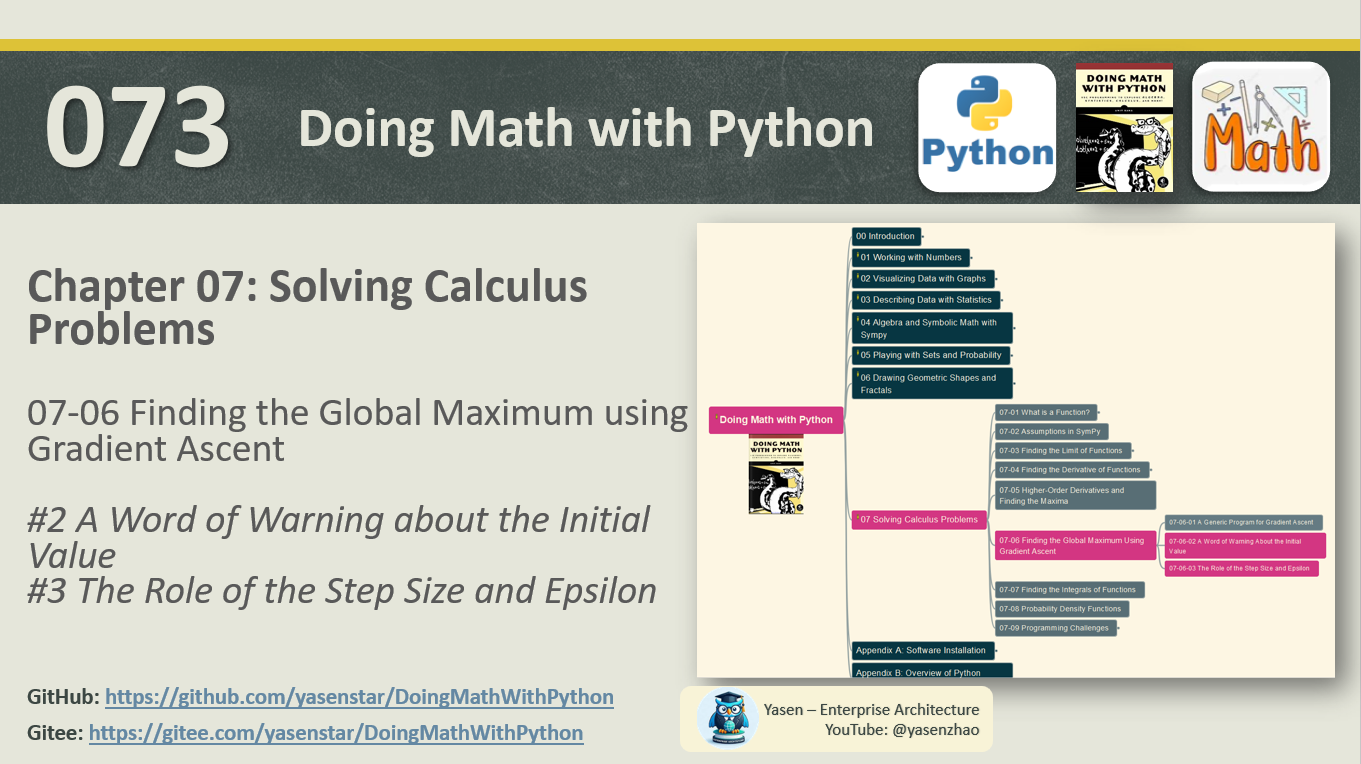 073
Doing Math with Python
Python
DOING MATH
WITH PYTHON
Math
Chapter 07: Solving Calculus
Problems
07-06 Finding the Global Maximum using
Gradient Ascent
#2 A Word of Warning about the Initial
Value
#3 The Role of the Step Size and Epsilon
GitHub: https://github.com/yasenstar/DoingMathWithPython
Gitee: https://gitee.com/yasenstar/DoingMathWithPython
Doing Math with Python
DOING MATH
WITH PYTHON
00 Introduction
01 Working with Numbers
02 Visualizing Data with Graphs
03 Describing Data with Statistics
04 Algebra and Symbolic Math with
Sympy
05 Playing with Sets and Probability
06 Drawing Geometric Shapes and
Fractals
07 Solving Calculus Problems
07-01 What is a Function?
07-02 Assumptions in SymPy
07-03 Finding the Limit of Functions
07-04 Finding the Derivative of Functions
07-05 Higher-Order Derivatives and
Finding the Maxima
07-06 Finding the Global Maximum Using
Gradient Ascent
07-06-01 A Generic Program for Gradient Ascent
07-06-02 A Word of Warning About the Initial
Value
07-06-03 The Role of the Step Size and Epsilon
07-07 Finding the Integrals of Functions
07-08 Probability Density Functions
07-09 Programming Challenges
Appendix A: Software Installation
Appendix B: Overview of Python
Yasen – Enterprise Architecture
YouTube: @yasenzhao